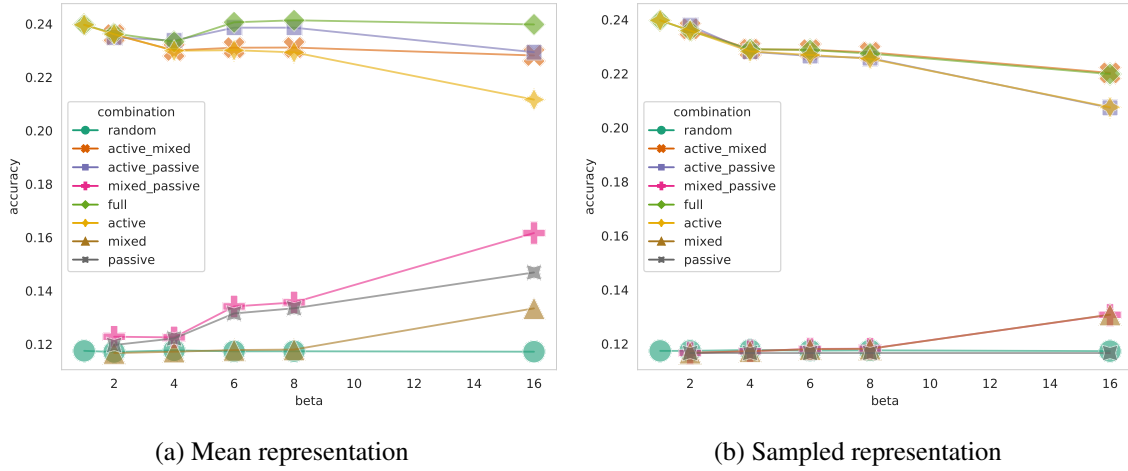 0.24
0.22
0.20
0.18
0.16
0.14
0.12
accuracy
combination
random
active_mixed
active_passive
mixed_passive
full
active
mixed
passive
2
4
6
8
10
12
14
16
beta
(a) Mean representation
0.24
0.22
0.20
0.18
0.16
0.14
0.12
accuracy
combination
random
active_mixed
active_passive
mixed_passive
full
active
mixed
passive
2
4
6
8
10
12
14
16
beta
(b) Sampled representation